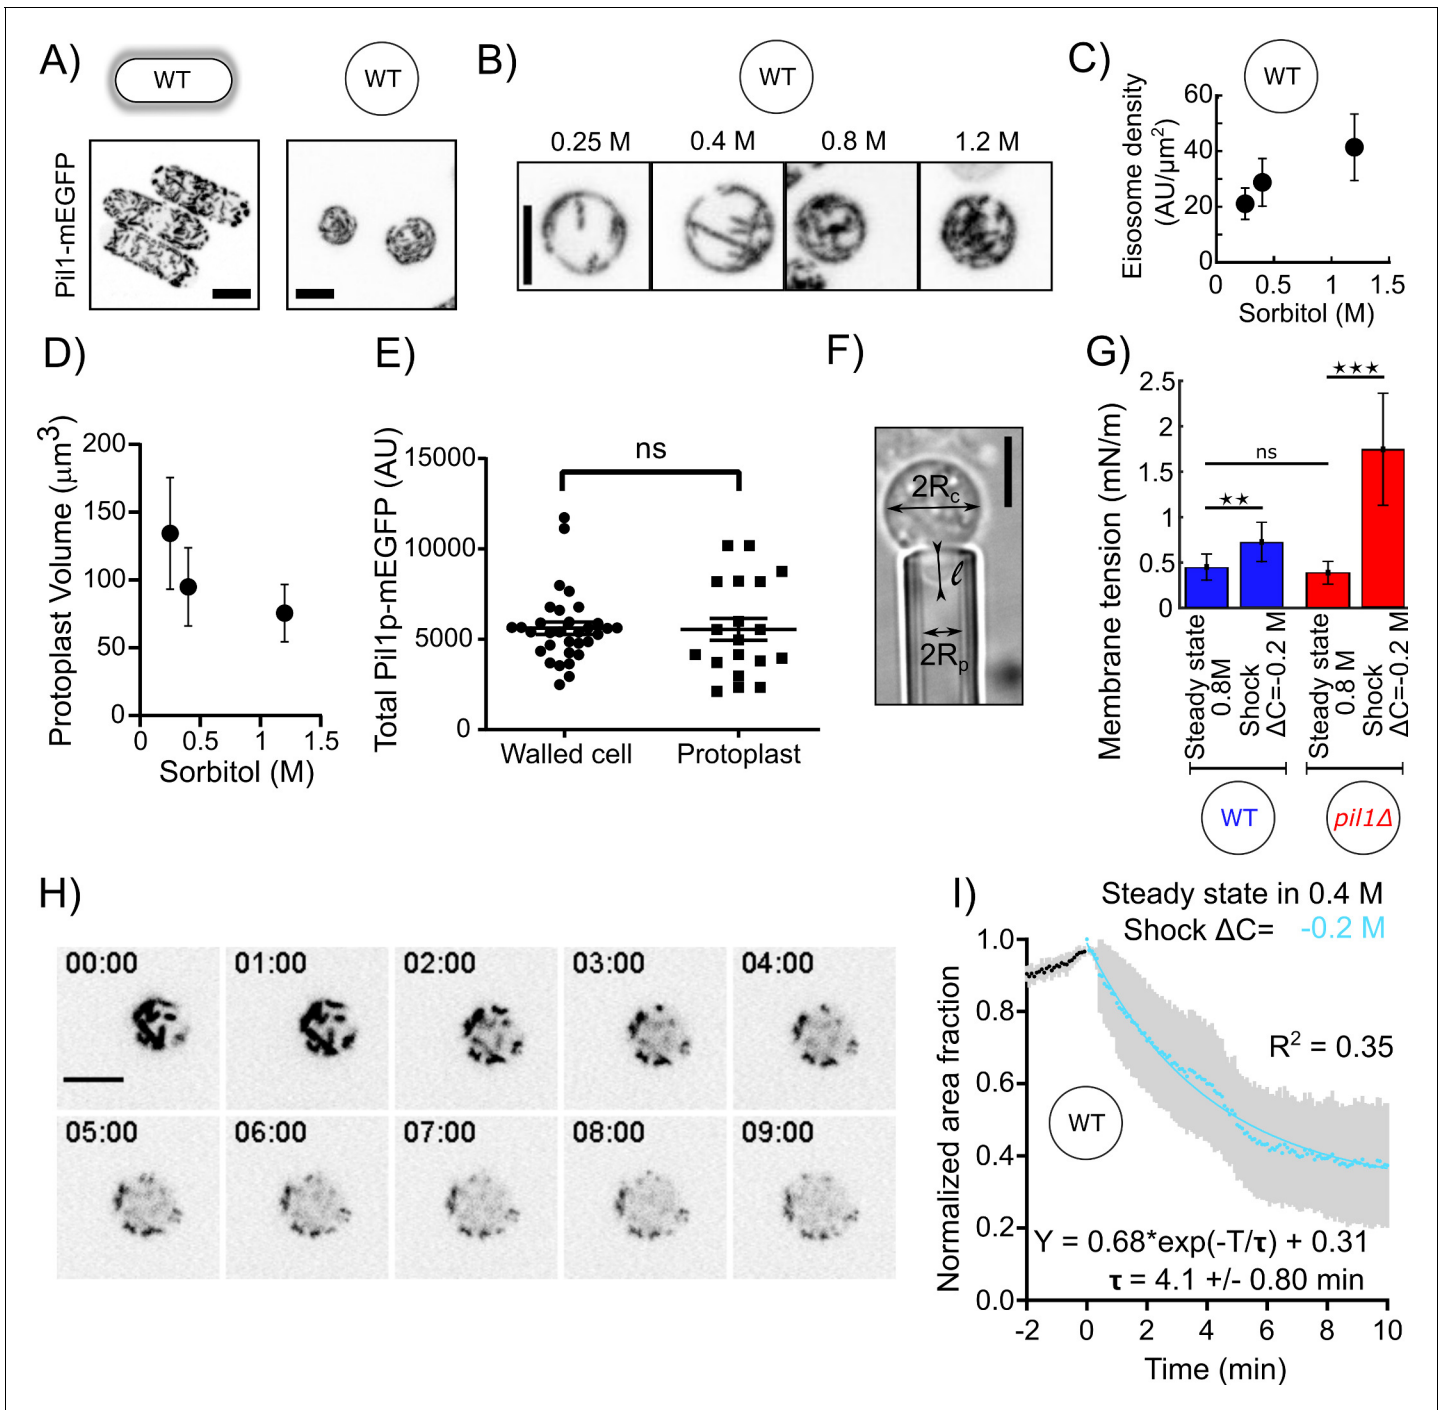 A)
WT
WT
Pil1-mEGFP
B)
WT
0.25 M
0.4 M
0.8 M
1.2 M
C)
WT
Eisosome density
(AU/μm²)
60
40
20
0
0
0.5
1
1.5
Sorbitol (M)
D)
Protoplast Volume (μm³)
200
150
100
50
0
0
0.5
1
1.5
Sorbitol (M)
E)
Total Pil1p-mEGFP (AU)
15000
10000
5000
0
ns
Walled cell
Protoplast
F)
2Rc
ℓ
2Rp
G)
Membrane tension (mN/m)
2.5
2
1.5
1
0.5
0
★★★
ns
★★
Steady state
0.8M
Shock
ΔC=-0.2 M
Steady state
0.8 M
Shock
ΔC=-0.2 M
WT
pil1Δ
H)
00:00
01:00
02:00
03:00
04:00
05:00
06:00
07:00
08:00
09:00
I)
Steady state in 0.4 M
Shock ΔC= -0.2 M
Normalized area fraction
1.0
0.8
0.6
0.4
0.2
0.0
R² = 0.35
WT
Y = 0.68*exp(-T/τ) + 0.31
τ = 4.1 +/- 0.80 min
-2
0
2
4
6
8
10
Time (min)